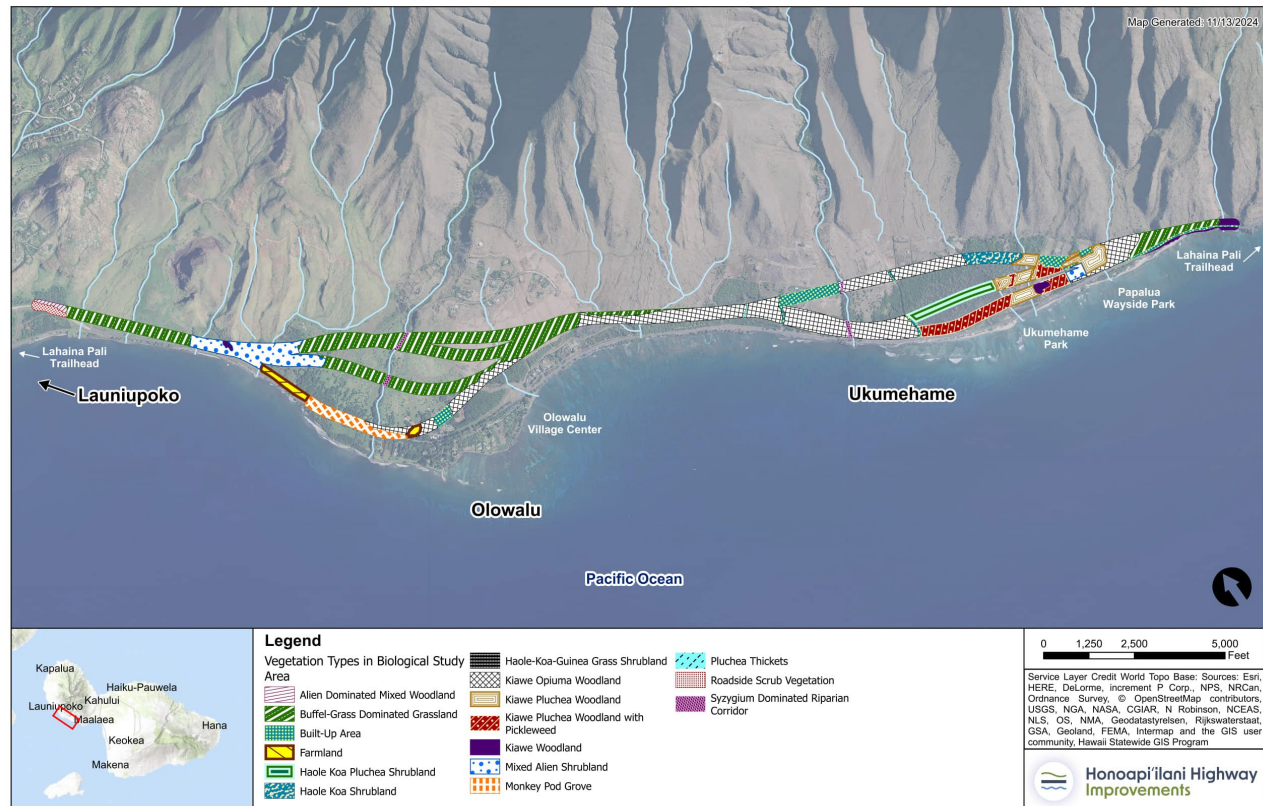 Map Generated: 11/13/2024
Lahaina Pali
Trailhead
Papalua
Wayside Park
Ukumehame
Park
Lahaina Pali
Trailhead
Launiupoko
Ukumehame
Olowalu
Village Center
Olowalu
Pacific Ocean
Kapalua
Haiku-Pauwela
Kahului
Launiupoko
Maalaea
Hana
Keokea
Makena
Legend
Vegetation Types in Biological Study
Area
Alien Dominated Mixed Woodland
Buffel-Grass Dominated Grassland
Built-Up Area
Farmland
Haole Koa Pluchea Shrubland
Haole Koa Shrubland
Haole-Koa-Guinea Grass Shrubland
Kiawe Opiuma Woodland
Kiawe Pluchea Woodland
Kiawe Pluchea Woodland with
Pickleweed
Kiawe Woodland
Mixed Alien Shrubland
Monkey Pod Grove
Pluchea Thickets
Roadside Scrub Vegetation
Syzygium Dominated Riparian
Corridor
0 1,250 2,500 5,000
Feet
Service Layer Credit World Topo Base: Sources: Esri,
HERE, DeLorme, increment P Corp., NPS, NRCan,
Ordnance Survey, © OpenStreetMap contributors,
USGS, NGA, NASA, CGIAR, N Robinson, NCEAS,
NLS, OS, NMA, Geodatastyrelsen, Rijkswaterstaat,
GSA, Geoland, FEMA, Intermap and the GIS user
community, Hawaii Statewide GIS Program
Honoapiʻilani Highway
Improvements